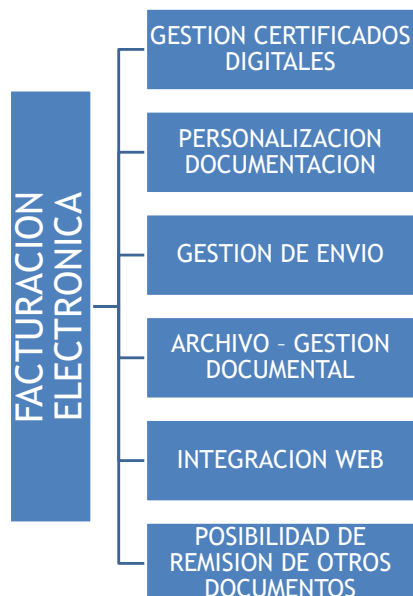 FACTURACION
ELECTRONICA
GESTION CERTIFICADOS
DIGITALES
PERSONALIZACION
DOCUMENTACION
GESTION DE ENVIO
ARCHIVO – GESTION
DOCUMENTAL
INTEGRACION WEB
POSIBILIDAD DE
REMISION DE OTROS
DOCUMENTOS